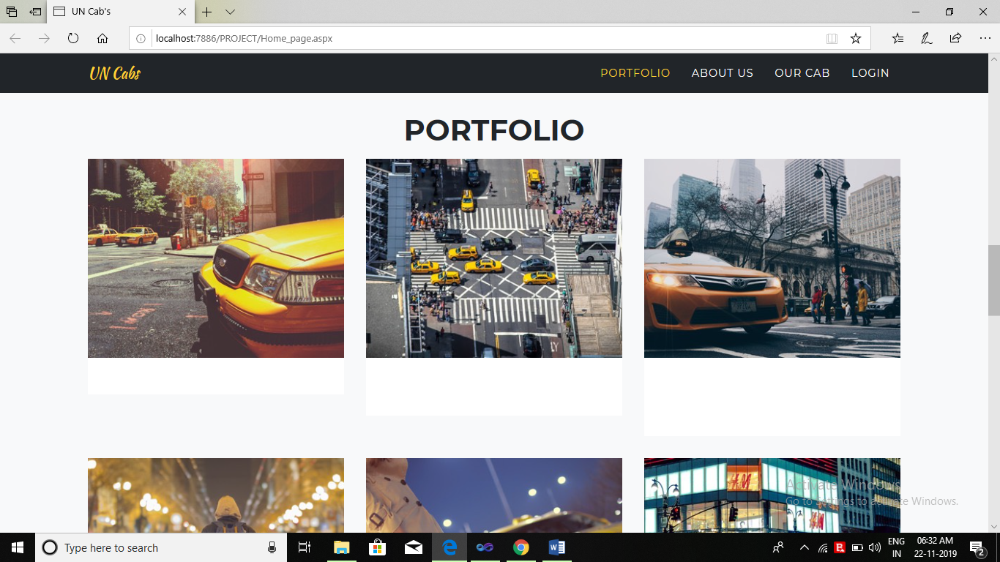 UN Cab's
localhost:7886/PROJECT/Home_page.aspx
UN Cabs
PORTFOLIO ABOUT US OUR CAB LOGIN
PORTFOLIO
H&M
H&M
Activate Windows
Go to Settings to activate Windows.
Type here to search
ENG
IN
06:32 AM
22-11-2019
2